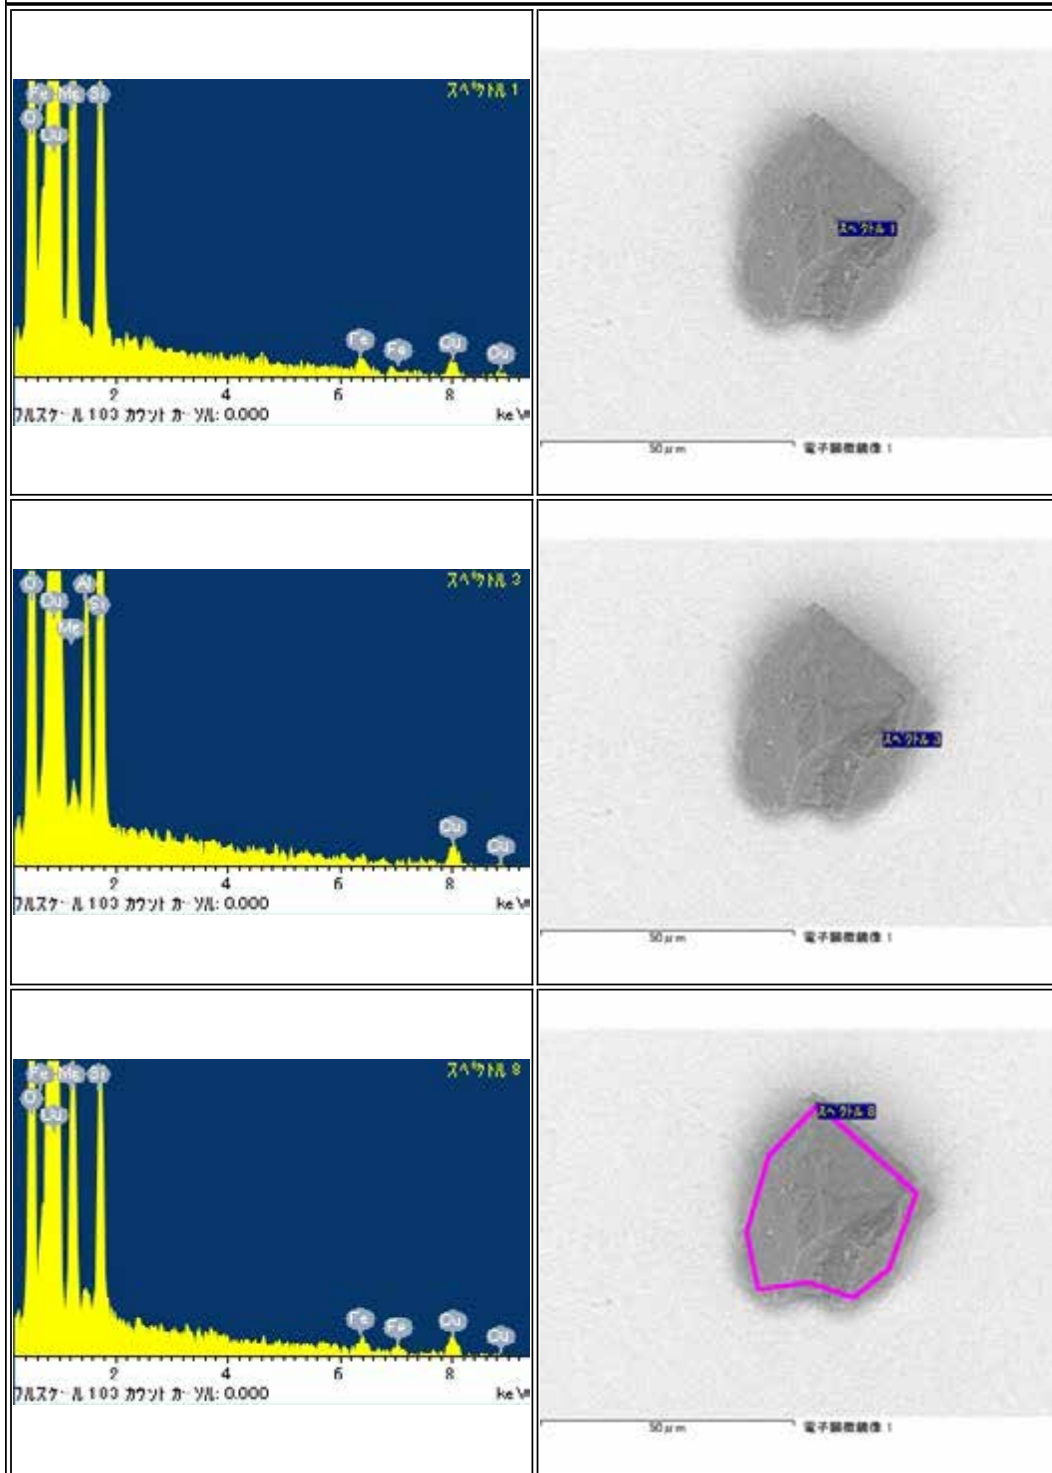 スペクトル 1
Fe Mg Si
O
Cu
Fe Fe Cu Cu
2 4 6 8
フルスケール 103 カウント カーソル: 0.000 keV
スペクトル 1
50μm 電子顕微鏡像 1
スペクトル 3
O Al
Cu Si
Mg
Cu
Cu
2 4 6 8
フルスケール 103 カウント カーソル: 0.000 keV
スペクトル 3
50μm 電子顕微鏡像 1
スペクトル 8
Fe Mg Si
O
Cu
Fe Fe Cu Cu
2 4 6 8
フルスケール 103 カウント カーソル: 0.000 keV
スペクトル 8
50μm 電子顕微鏡像 1